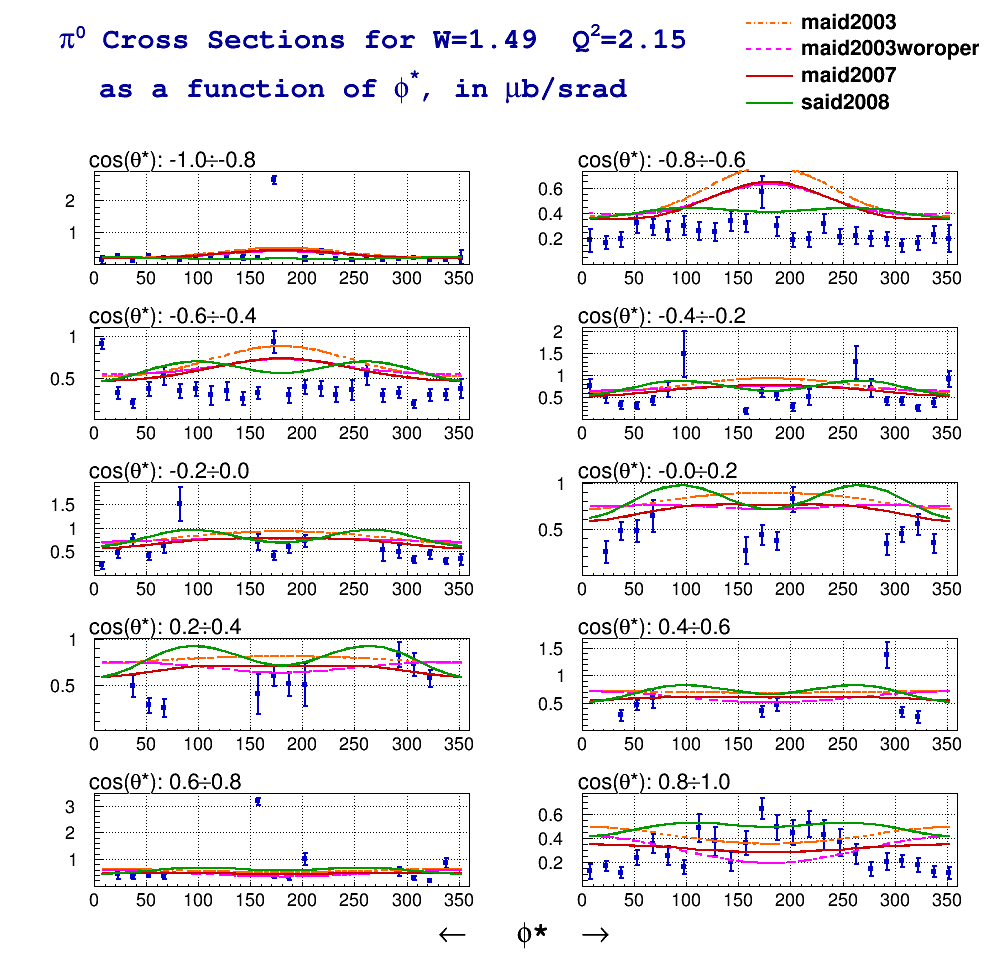 π⁰ Cross Sections for W=1.49 Q²=2.15
as a function of ϕ*, in μb/srad
maid2003
maid2003woroper
maid2007
said2008
cos(θ*): -1.0÷-0.8
2
1
0 50 100 150 200 250 300 350
cos(θ*): -0.8÷-0.6
0.6
0.4
0.2
0 50 100 150 200 250 300 350
cos(θ*): -0.6÷-0.4
1
0.5
0 50 100 150 200 250 300 350
cos(θ*): -0.4÷-0.2
2
1.5
1
0.5
0 50 100 150 200 250 300 350
cos(θ*): -0.2÷0.0
1.5
1
0.5
0 50 100 150 200 250 300 350
cos(θ*): -0.0÷0.2
1
0.5
0 50 100 150 200 250 300 350
cos(θ*): 0.2÷0.4
1
0.5
0 50 100 150 200 250 300 350
cos(θ*): 0.4÷0.6
1.5
1
0.5
0 50 100 150 200 250 300 350
cos(θ*): 0.6÷0.8
3
2
1
0 50 100 150 200 250 300 350
cos(θ*): 0.8÷1.0
0.6
0.4
0.2
0 50 100 150 200 250 300 350
← ϕ* →